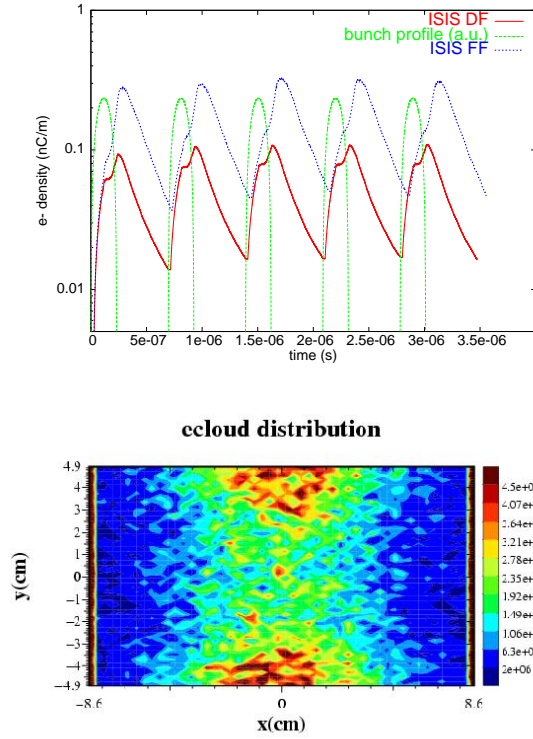 ISIS DF
bunch profile (a.u.)
ISIS FF
1
0.1
0.01
e- density (nC/m)
0 5e-07 1e-06 1.5e-06 2e-06 2.5e-06 3e-06 3.5e-06
time (s)
ecloud distribution
4.9
4
3
2
1
0
−1
−2
−3
−4
−4.9
y(cm)
4.5e+0
4.07e+
3.64e+
3.21e+
2.78e+
2.35e+
1.92e+
1.49e+
1.06e+
6.3e+0
2e+06
−8.6 0 8.6
x(cm)